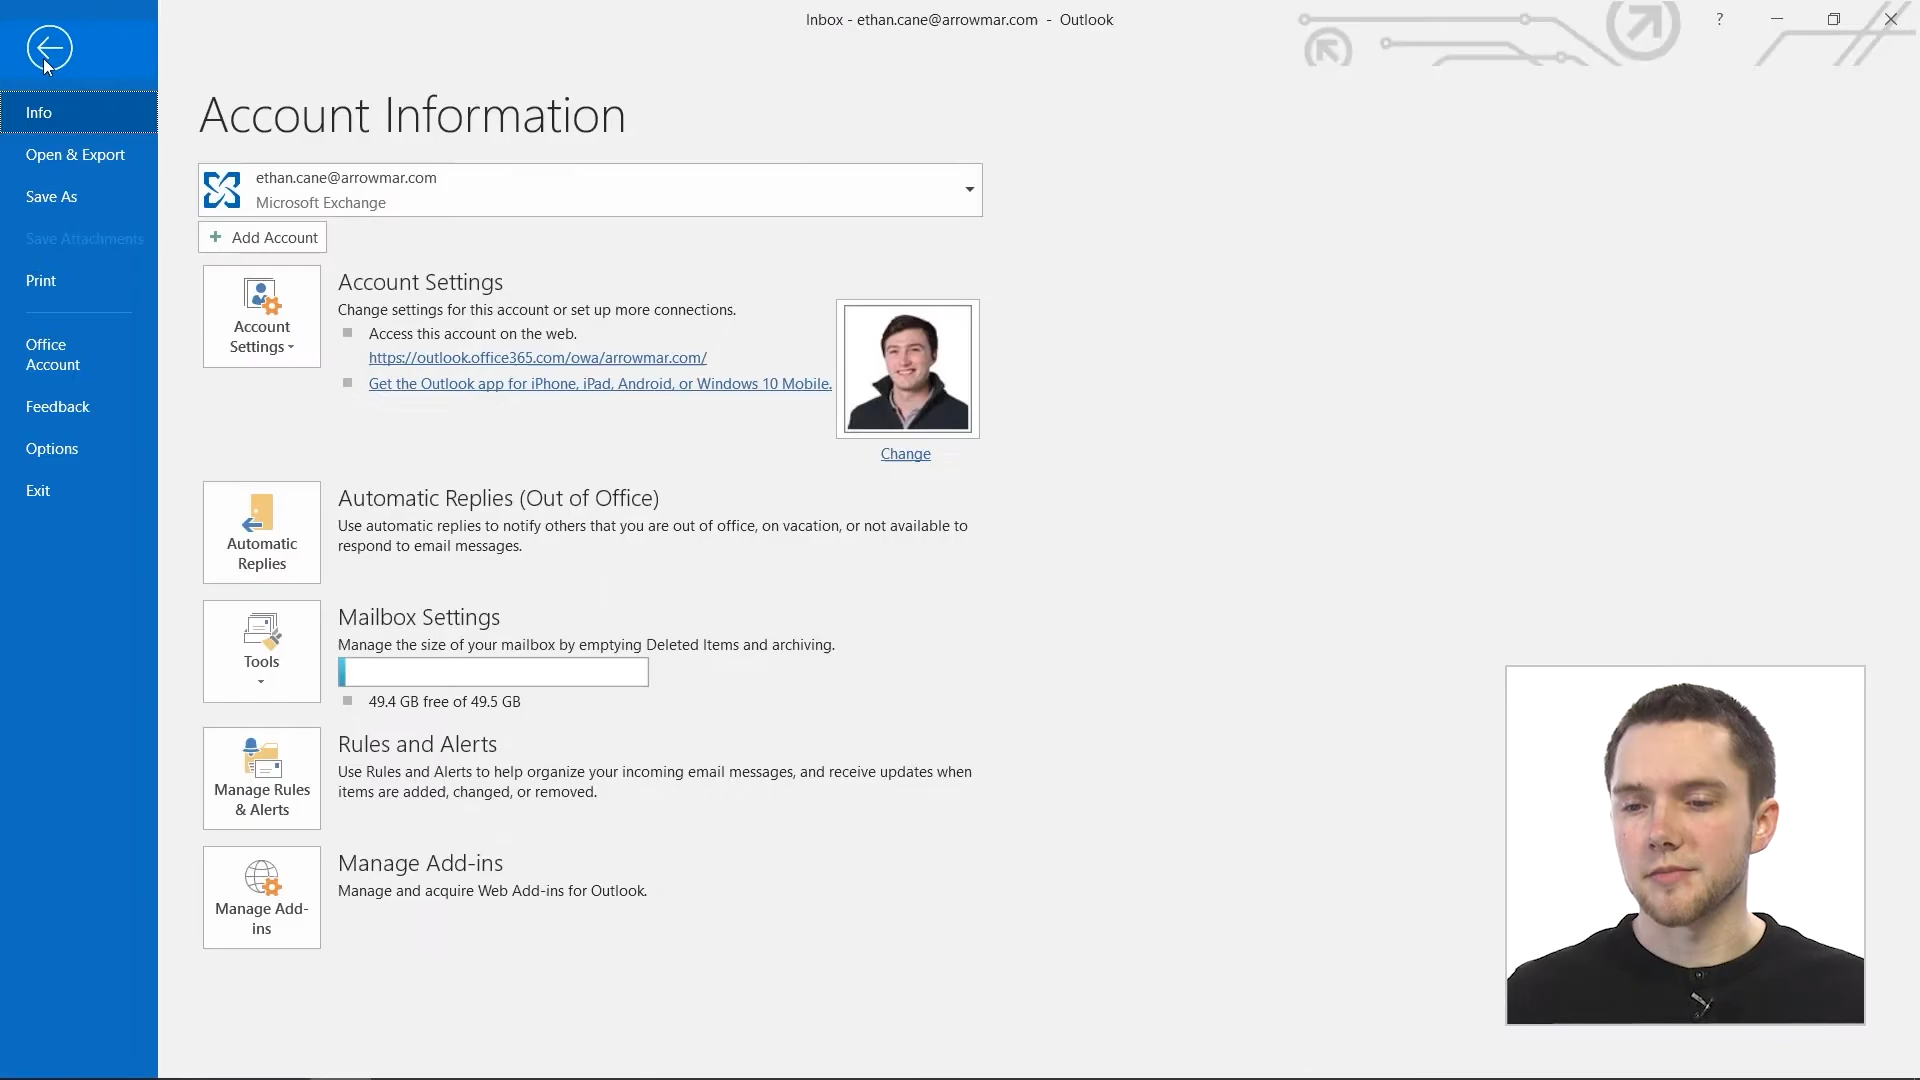 Inbox - ethan.cane@arrowmar.com - Outlook
?
Info
Open & Export
Save As
Save Attachments
Print
Office
Account
Feedback
Options
Exit
Account Information
ethan.cane@arrowmar.com
Microsoft Exchange
Add Account
Account
Settings
Account Settings
Change settings for this account or set up more connections.
Access this account on the web.
https://outlook.office365.com/owa/arrowmar.com/
Get the Outlook app for iPhone, iPad, Android, or Windows 10 Mobile.
Change
Automatic
Replies
Automatic Replies (Out of Office)
Use automatic replies to notify others that you are out of office, on vacation, or not available to
respond to email messages.
Tools
Mailbox Settings
Manage the size of your mailbox by emptying Deleted Items and archiving.
49.4 GB free of 49.5 GB
Manage Rules
& Alerts
Rules and Alerts
Use Rules and Alerts to help organize your incoming email messages, and receive updates when
items are added, changed, or removed.
Manage Add-
ins
Manage Add-ins
Manage and acquire Web Add-ins for Outlook.